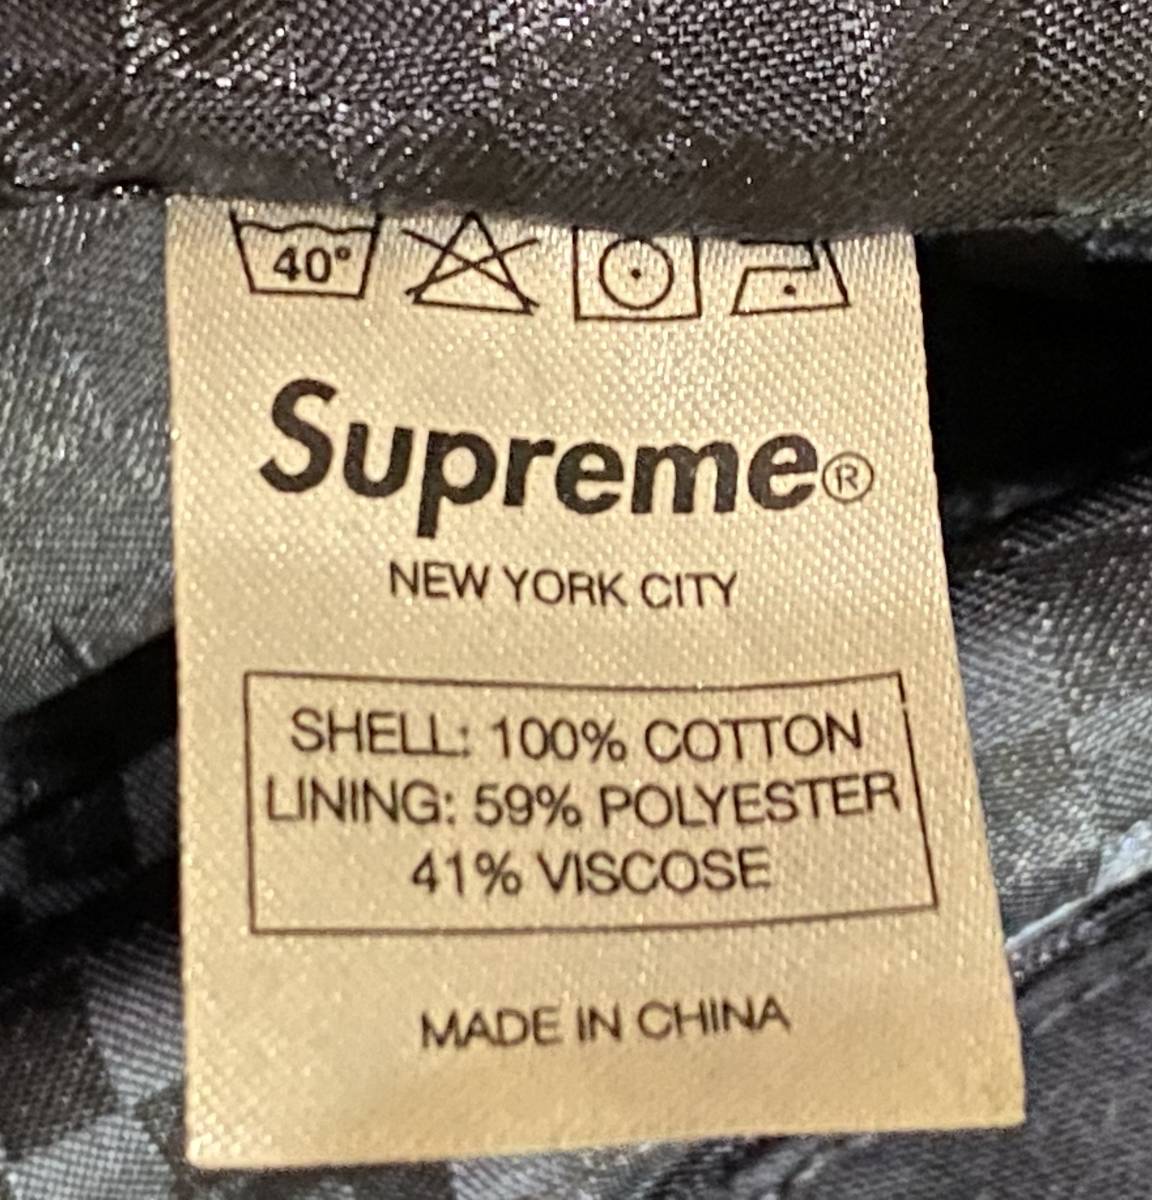 40°
Supreme®
NEW YORK CITY
SHELL: 100% COTTON
LINING: 59% POLYESTER
41% VISCOSE
MADE IN CHINA